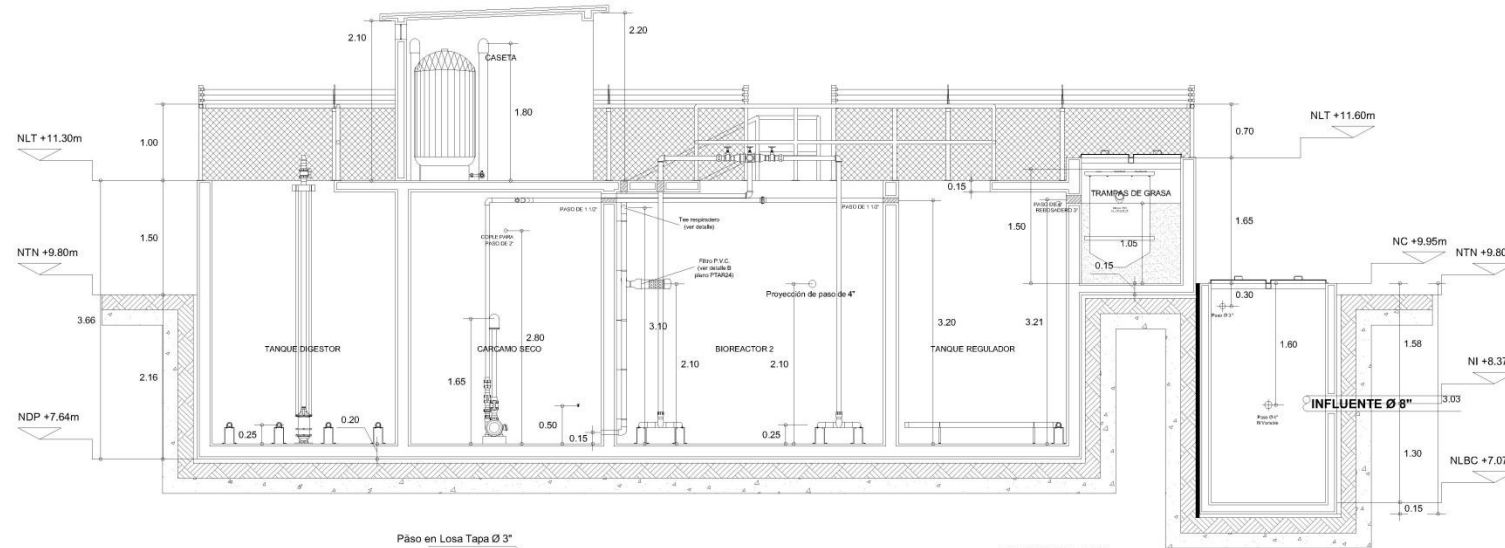 2.10
2.20
CASETA
1.80
NLT +11.30m
1.00
0.70
NLT +11.60m
0.15
TRAMPAS DE GRASA
PASO DE 1 1/2"
PASO DE 1 1/2"
REBOSADERO 3"
Tee respiradero
(ver detalle)
COPLE PARA
PASO DE 2"
1.50
1.50
1.05
1.65
0.15
NTN +9.80m
NC +9.95m
NTN +9.80
Filtro P.V.C.
(ver detalle B
plano PTAR24)
Proyección de paso de 4"
0.30
Paso Ø 3"
3.66
2.80
3.10
3.20
3.21
TANQUE DIGESTOR
CARCAMO SECO
BIOREACTOR 2
TANQUE REGULADOR
1.60
1.58
2.16
1.65
2.10
2.10
NI +8.37
INFLUENTE Ø 8"
3.03
NDP +7.64m
0.25
0.20
0.50
0.15
0.25
1.30
NLBC +7.07
0.15
Pàso en Losa Tapa Ø 3"